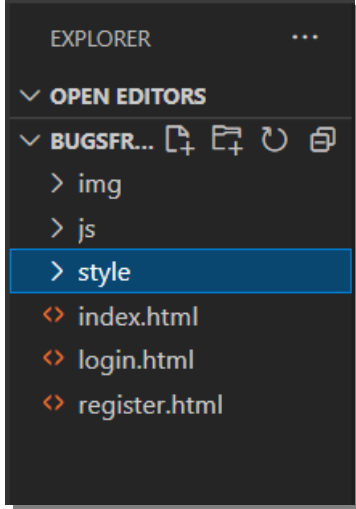 EXPLORER ...
OPEN EDITORS
BUGSFR...
img
js
style
index.html
login.html
register.html